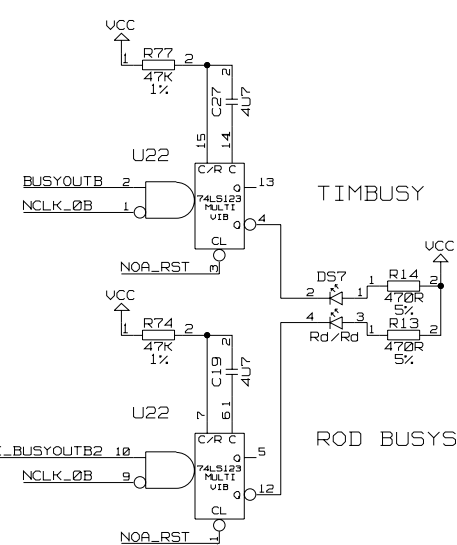 VCC
1 R77 2
47K
1%
2
C27
4U7
15
14
U22
C/R C
BUSYOUTB 2
Q 13
74LS123
MULTI
VIB
TIMBUSY
NCLK_0B 1
Q 4
CL
NOA_RST 3
VCC
DS7
1 R14 2
2 1
470R
5%
4 3
Rd/Rd
1 R13 2
470R
5%
VCC
1 R74 2
47K
1%
2
C19
4U7
7
6 1
U22
C/R C
_BUSYOUTB2 10
Q 5
74LS123
MULTI
VIB
ROD BUSYS
NCLK_0B 9
Q 12
CL
NOA_RST 1